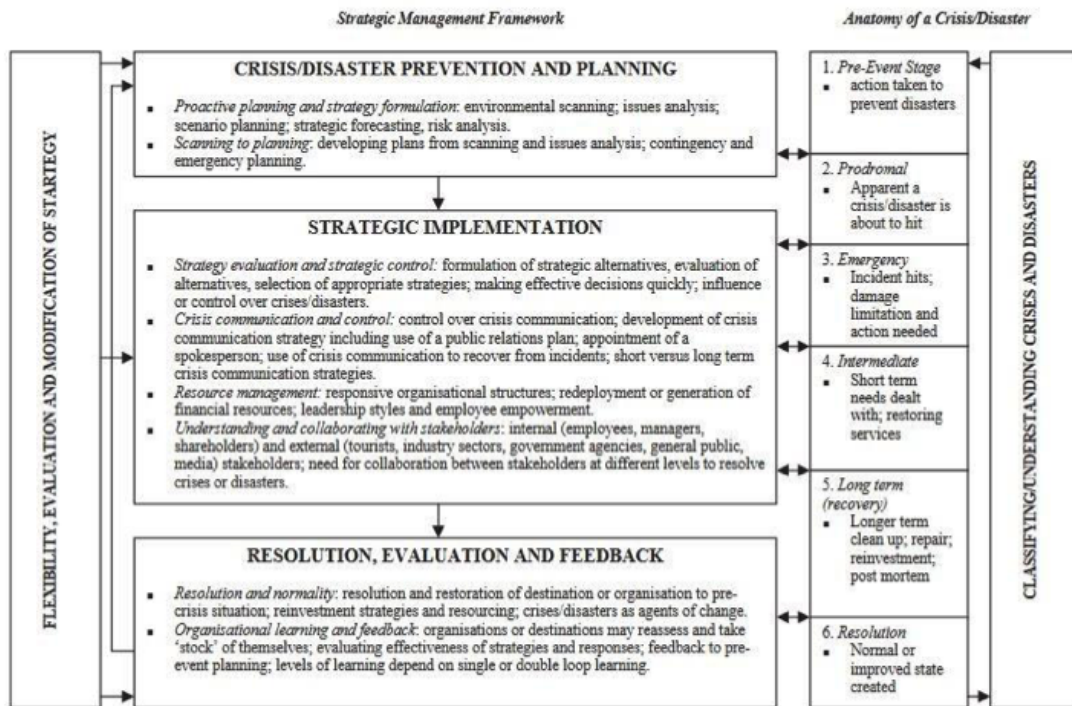 Strategic Management Framework
Anatomy of a Crisis/Disaster
FLEXIBILITY, EVALUATION AND MODIFICATION OF STARTEGY
CRISIS/DISASTER PREVENTION AND PLANNING
▪ Proactive planning and strategy formulation: environmental scanning; issues analysis;
scenario planning; strategic forecasting, risk analysis.
▪ Scanning to planning: developing plans from scanning and issues analysis; contingency and
emergency planning.
STRATEGIC IMPLEMENTATION
▪ Strategy evaluation and strategic control: formulation of strategic alternatives, evaluation of
alternatives, selection of appropriate strategies; making effective decisions quickly; influence
or control over crises/disasters.
▪ Crisis communication and control: control over crisis communication; development of crisis
communication strategy including use of a public relations plan; appointment of a
spokesperson; use of crisis communication to recover from incidents; short versus long term
crisis communication strategies.
▪ Resource management: responsive organisational structures; redeployment or generation of
financial resources; leadership styles and employee empowerment.
▪ Understanding and collaborating with stakeholders: internal (employees, managers,
shareholders) and external (tourists, industry sectors, government agencies, general public,
media) stakeholders; need for collaboration between stakeholders at different levels to resolve
crises or disasters.
RESOLUTION, EVALUATION AND FEEDBACK
▪ Resolution and normality: resolution and restoration of destination or organisation to pre-
crisis situation; reinvestment strategies and resourcing; crises/disasters as agents of change.
▪ Organisational learning and feedback: organisations or destinations may reassess and take
‘stock’ of themselves; evaluating effectiveness of strategies and responses; feedback to pre-
event planning; levels of learning depend on single or double loop learning.
1. Pre-Event Stage
▪ action taken to
prevent disasters
2. Prodromal
▪ Apparent a
crisis/disaster is
about to hit
3. Emergency
▪ Incident hits;
damage
limitation and
action needed
4. Intermediate
▪ Short term
needs dealt
with; restoring
services
5. Long term
(recovery)
▪ Longer term
clean up; repair;
reinvestment;
post mortem
6. Resolution
▪ Normal or
improved state
created
CLASSIFYING/UNDERSTANDING CRISES AND DISASTERS